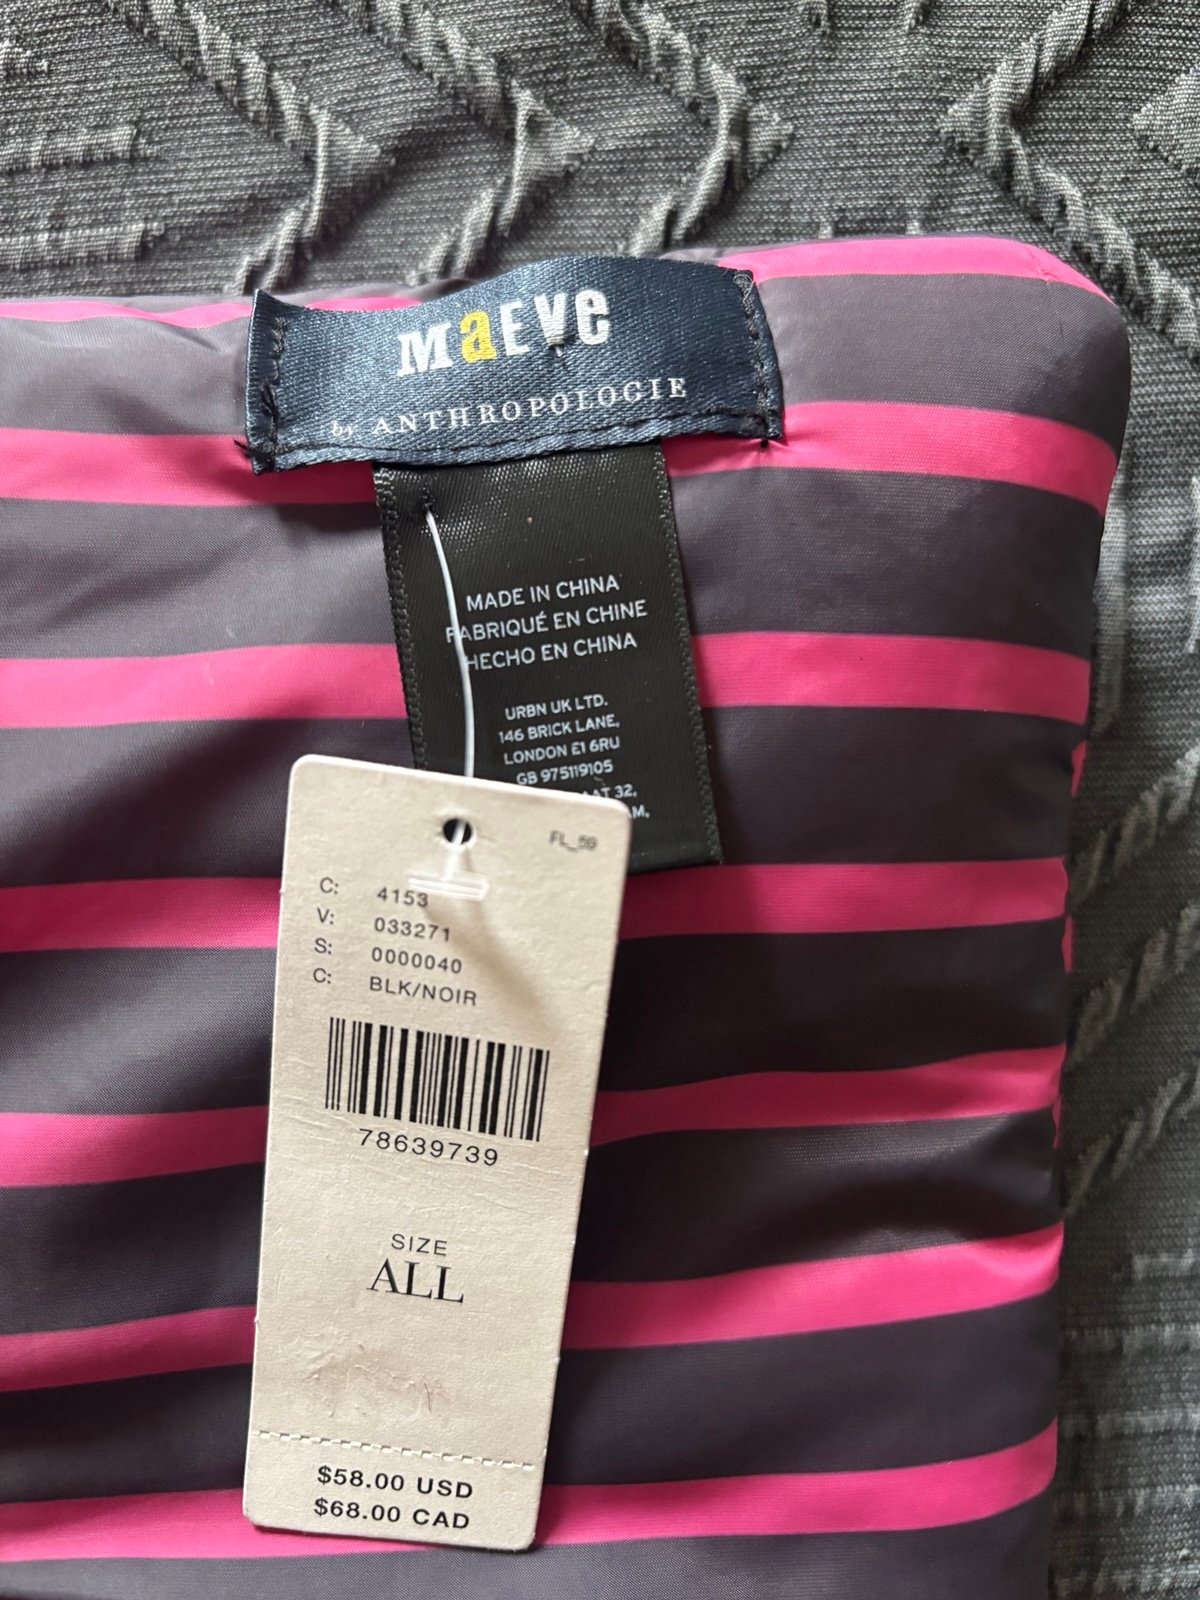 MaEve
by ANTHROPOLOGIE
MADE IN CHINA
FABRIQUÉ EN CHINE
HECHO EN CHINA
URBN UK LTD.
146 BRICK LANE,
LONDON E1 6RU
GB 975119105
32,
FL_59
C: 4153
V: 033271
S: 0000040
C: BLK/NOIR
78639739
SIZE
ALL
$58.00 USD
$68.00 CAD